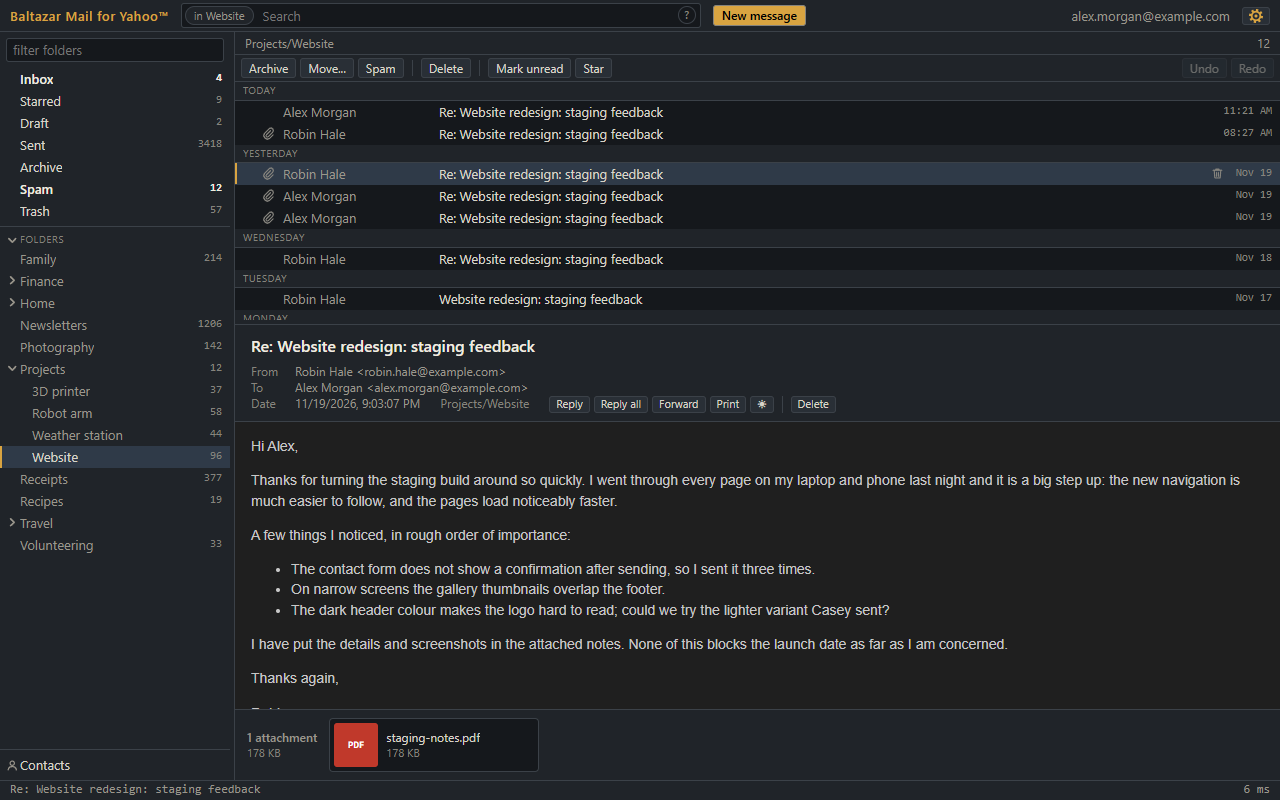 Baltazar Mail for Yahoo™
in Website Search ?
New message
alex.morgan@example.com
filter folders
Inbox 4
Starred 9
Draft 2
Sent 3418
Archive
Spam 12
Trash 57
FOLDERS
Family 214
Finance
Home
Newsletters 1206
Photography 142
Projects 12
3D printer 37
Robot arm 58
Weather station 44
Website 96
Receipts 377
Recipes 19
Travel
Volunteering 33
Contacts
Projects/Website 12
Archive Move... Spam Delete Mark unread Star Undo Redo
TODAY
Alex Morgan Re: Website redesign: staging feedback 11:21 AM
Robin Hale Re: Website redesign: staging feedback 08:27 AM
YESTERDAY
Robin Hale Re: Website redesign: staging feedback Nov 19
Alex Morgan Re: Website redesign: staging feedback Nov 19
Alex Morgan Re: Website redesign: staging feedback Nov 19
WEDNESDAY
Robin Hale Re: Website redesign: staging feedback Nov 18
TUESDAY
Robin Hale Website redesign: staging feedback Nov 17
MONDAY
Re: Website redesign: staging feedback
From Robin Hale <robin.hale@example.com>
To Alex Morgan <alex.morgan@example.com>
Date 11/19/2026, 9:03:07 PM Projects/Website Reply Reply all Forward Print Delete
Hi Alex,
Thanks for turning the staging build around so quickly. I went through every page on my laptop and phone last night and it is a big step up: the new navigation is
much easier to follow, and the pages load noticeably faster.
A few things I noticed, in rough order of importance:
• The contact form does not show a confirmation after sending, so I sent it three times.
• On narrow screens the gallery thumbnails overlap the footer.
• The dark header colour makes the logo hard to read; could we try the lighter variant Casey sent?
I have put the details and screenshots in the attached notes. None of this blocks the launch date as far as I am concerned.
Thanks again,
1 attachment
178 KB
PDF
staging-notes.pdf
178 KB
Re: Website redesign: staging feedback 6 ms